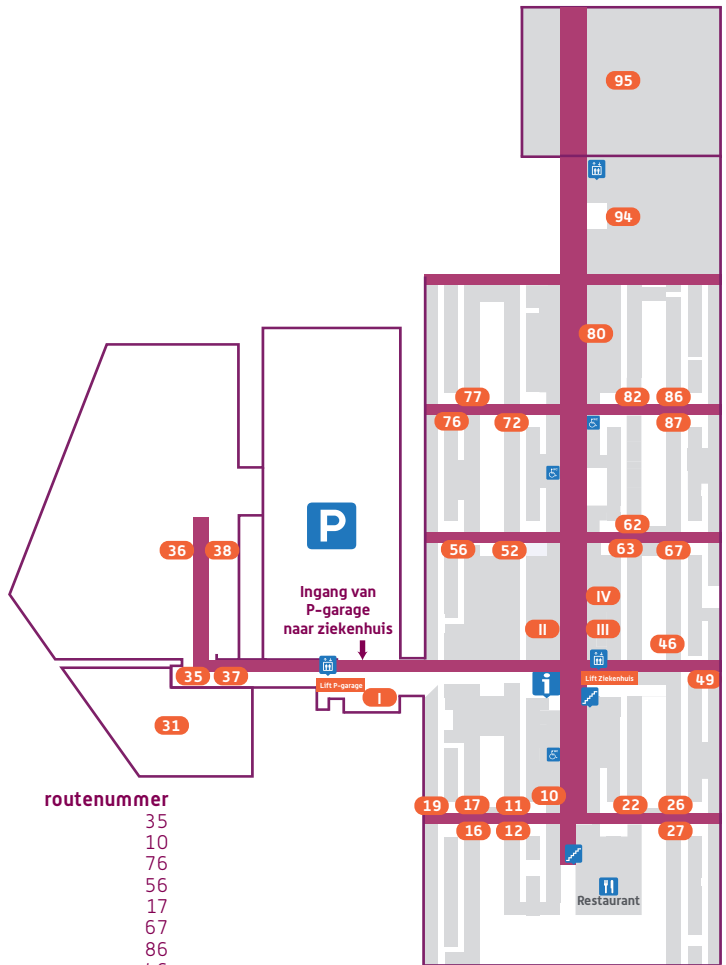 95
94
80
77
82
86
76
72
87
62
36
38
56
52
63
67
P
Ingang van
P-garage
naar ziekenhuis
IV
II
III
46
35
37
Lift P-garage
I
i
Lift Ziekenhuis
49
31
10
19
17
11
22
26
16
12
27
Restaurant
routenummer
35
10
76
56
17
67
86